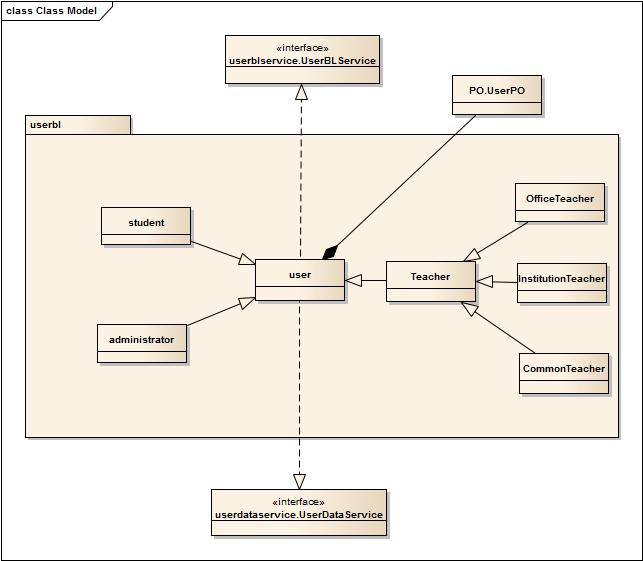 class Class Model
«interface»
userblservice.UserBLService
PO.UserPO
userbl
OfficeTeacher
student
user
Teacher
InstitutionTeacher
administrator
CommonTeacher
«interface»
userdataservice.UserDataService